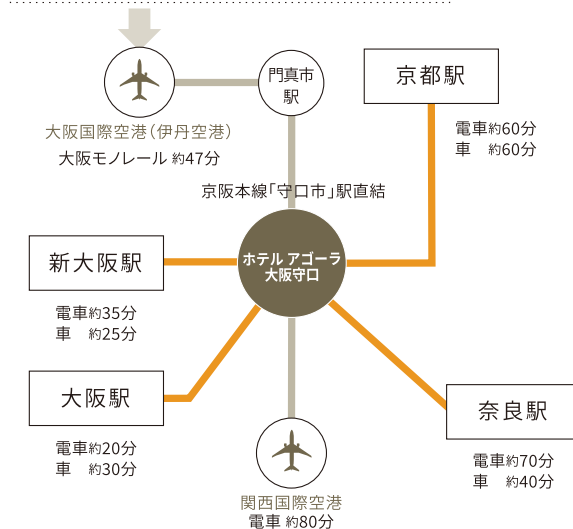 門真市
駅
京都駅
大阪国際空港（伊丹空港）
大阪モノレール 約47分
電車約60分
車　約60分
京阪本線「守口市」駅直結
ホテル アゴーラ
大阪守口
新大阪駅
電車約35分
車　約25分
大阪駅
電車約20分
車　約30分
奈良駅
電車約70分
車　約40分
関西国際空港
電車 約80分